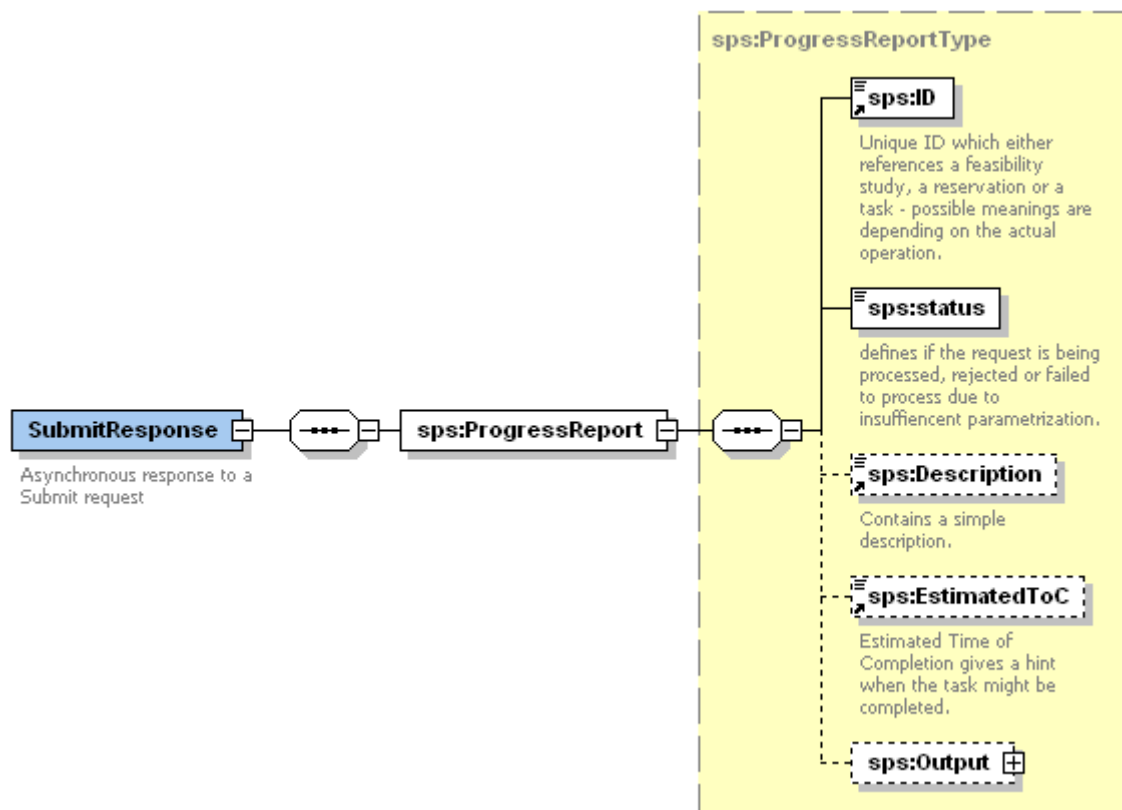 sps:ProgressReportType
sps:ID
Unique ID which either
references a feasibility
study, a reservation or a
task - possible meanings are
depending on the actual
operation.
sps:status
defines if the request is being
processed, rejected or failed
to process due to
insuffiencent parametrization.
SubmitResponse
Asynchronous response to a
Submit request
sps:ProgressReport
sps:Description
Contains a simple
description.
sps:EstimatedToC
Estimated Time of
Completion gives a hint
when the task might be
completed.
sps:Output